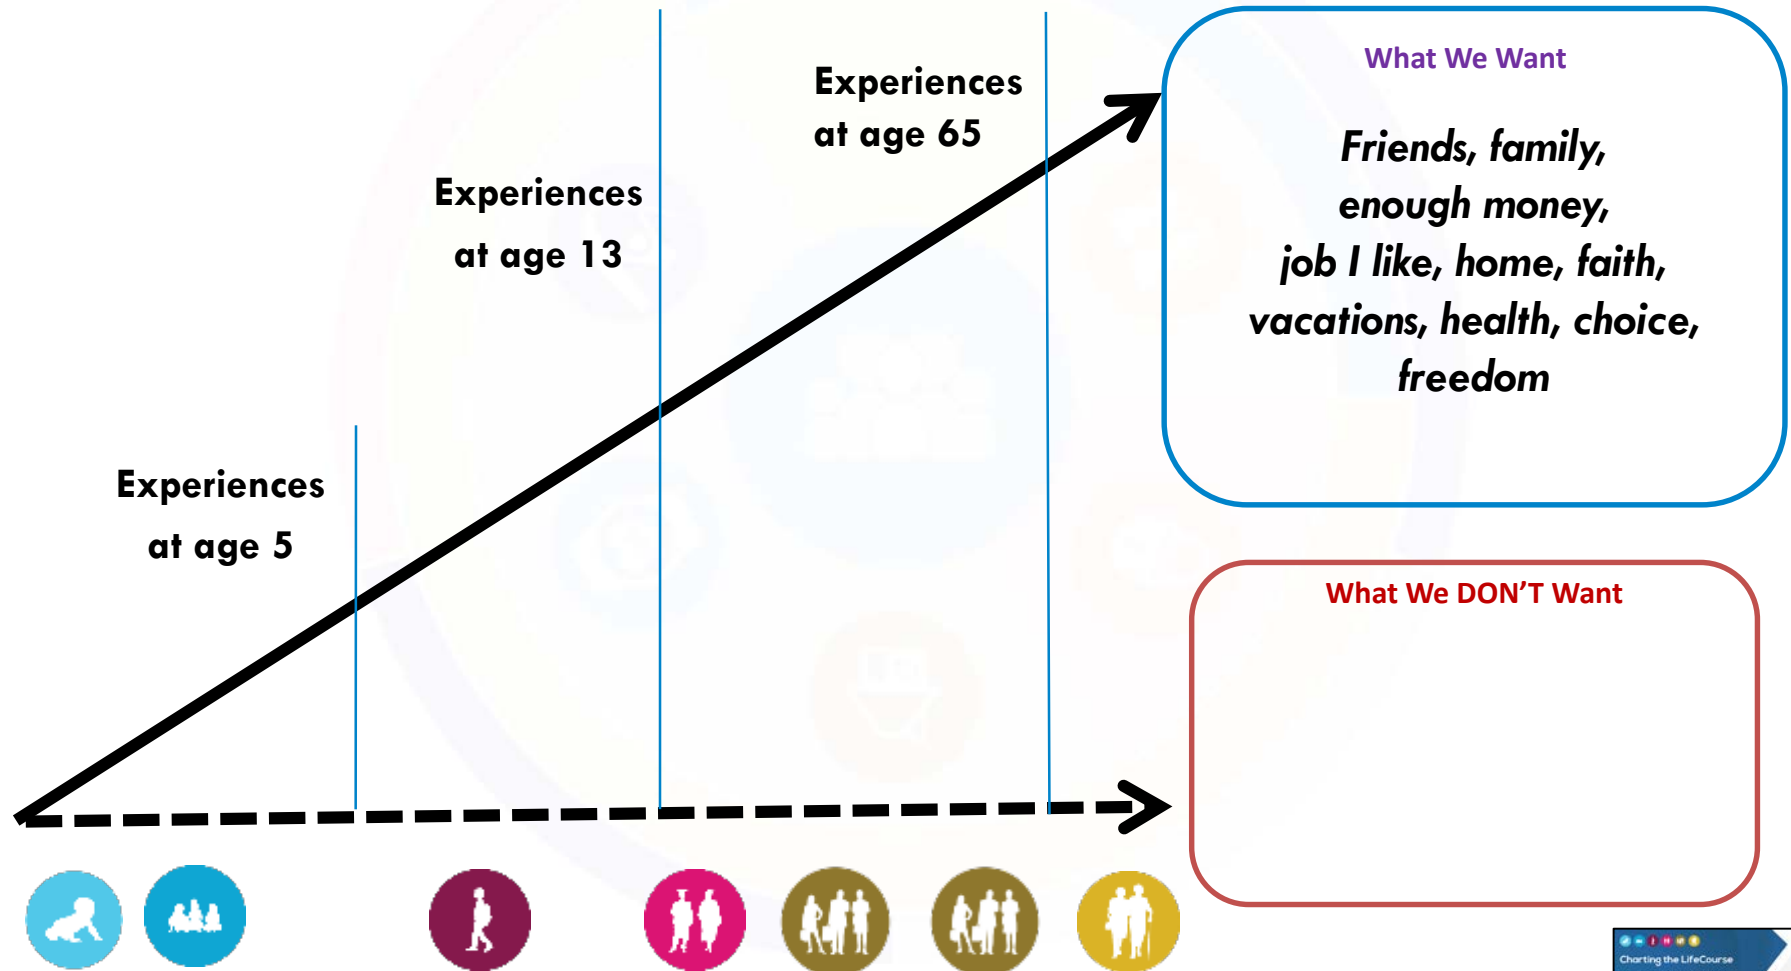 Experiences
at age 5
Experiences
at age 13
Experiences
at age 65
What We Want
Friends, family,
enough money,
job I like, home, faith,
vacations, health, choice,
freedom
What We DON'T Want
Charting the LifeCourse